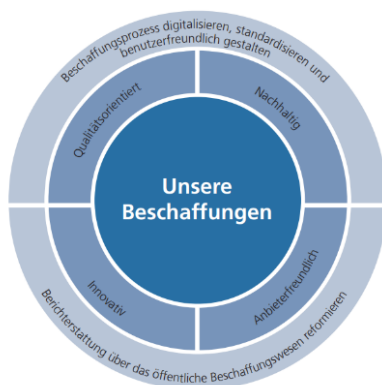 Beschaffungsprozess digitalisieren, standardisieren und
benutzerfreundlich gestalten
Qualitätsorientiert
Nachhaltig
Unsere
Beschaffungen
Innovativ
Anbieterfreundlich
Berichterstattung über das öffentliche Beschaffungswesen reformieren